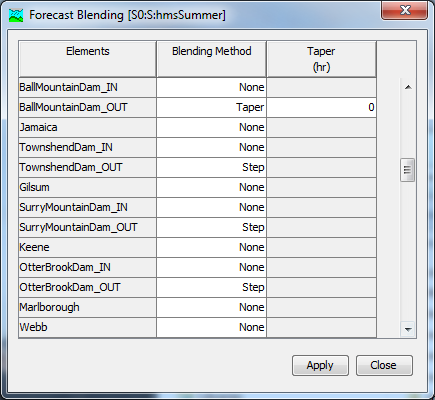 Forecast Blending [S0:S:hmsSummer]
Elements Blending Method Taper
(hr)
BallMountainDam_IN None
BallMountainDam_OUT Taper 0
Jamaica None
TownshendDam_IN None
TownshendDam_OUT Step
Gilsum None
SurryMountainDam_IN None
SurryMountainDam_OUT Step
Keene None
OtterBrookDam_IN None
OtterBrookDam_OUT Step
Marlborough None
Webb None
Apply Close